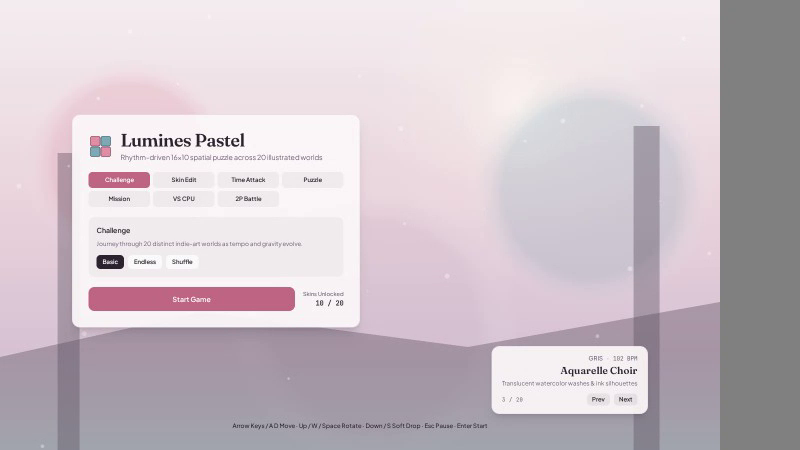 Lumines Pastel
Rhythm-driven 16×10 spatial puzzle across 20 illustrated worlds
Challenge
Skin Edit
Time Attack
Puzzle
Mission
VS CPU
2P Battle
Challenge
Journey through 20 distinct indie-art worlds as tempo and gravity evolve.
Basic
Endless
Shuffle
Start Game
Skins Unlocked
10 / 20
GRIS · 102 BPM
Aquarelle Choir
Translucent watercolor washes & ink silhouettes
3 / 20
Prev
Next
Arrow Keys / A D Move · Up / W / Space Rotate · Down / S Soft Drop · Esc Pause · Enter Start